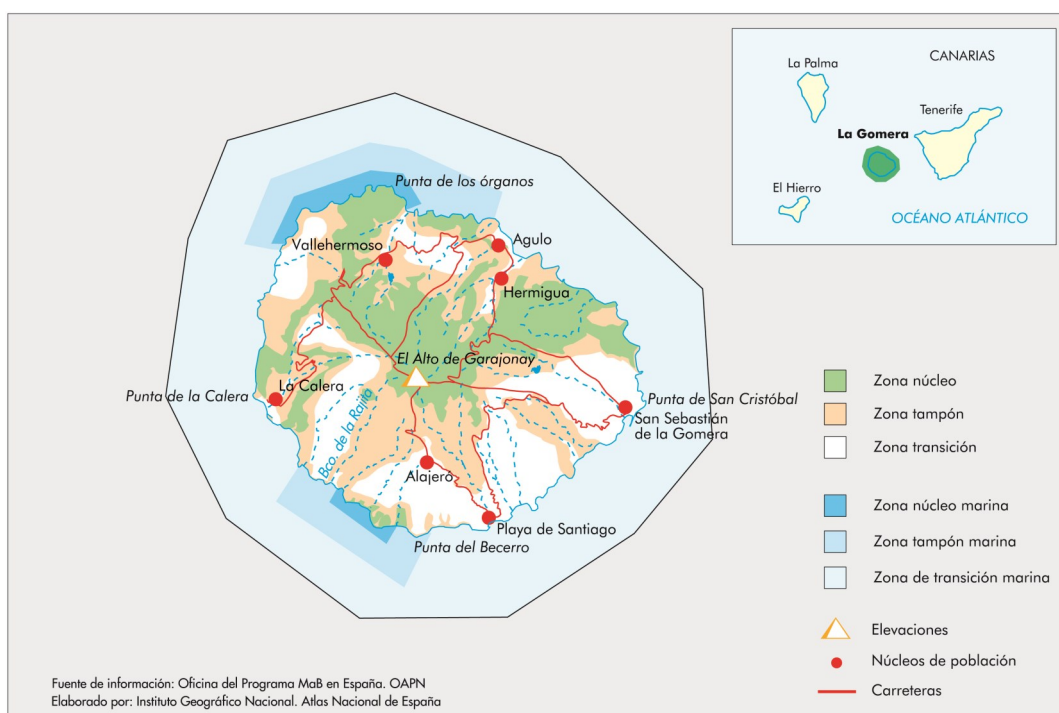 CANARIAS
La Palma
Tenerife
La Gomera
El Hierro
OCÉANO ATLÁNTICO
Punta de los órganos
Vallehermoso
Agulo
Hermigua
El Alto de Garajonay
La Calera
Punta de la Calera
Punta de San Cristóbal
San Sebastián
de la Gomera
Bco. de la Rajita
Alajeró
Playa de Santiago
Punta del Becerro
Zona núcleo
Zona tampón
Zona transición
Zona núcleo marina
Zona tampón marina
Zona de transición marina
Elevaciones
Núcleos de población
Carreteras
Fuente de información: Oficina del Programa MaB en España. OAPN
Elaborado por: Instituto Geográfico Nacional. Atlas Nacional de España